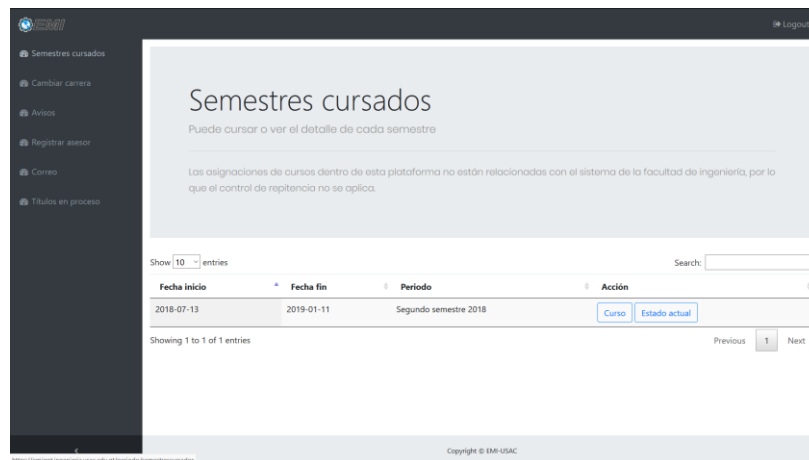 EMI
Logout
Semestres cursados
Cambiar carrera
Avisos
Registrar asesor
Correo
Títulos en proceso
Semestres cursados
Puede cursar o ver el detalle de cada semestre
Las asignaciones de cursos dentro de esta plataforma no están relacionadas con el sistema de la facultad de ingeniería, por lo
que el control de repitencia no se aplica.
Show 10 entries
Search:
Fecha inicio Fecha fin Periodo Acción
2018-07-13 2019-01-11 Segundo semestre 2018 Curso Estado actual
Showing 1 to 1 of 1 entries
Previous 1 Next
Copyright © EMI-USAC